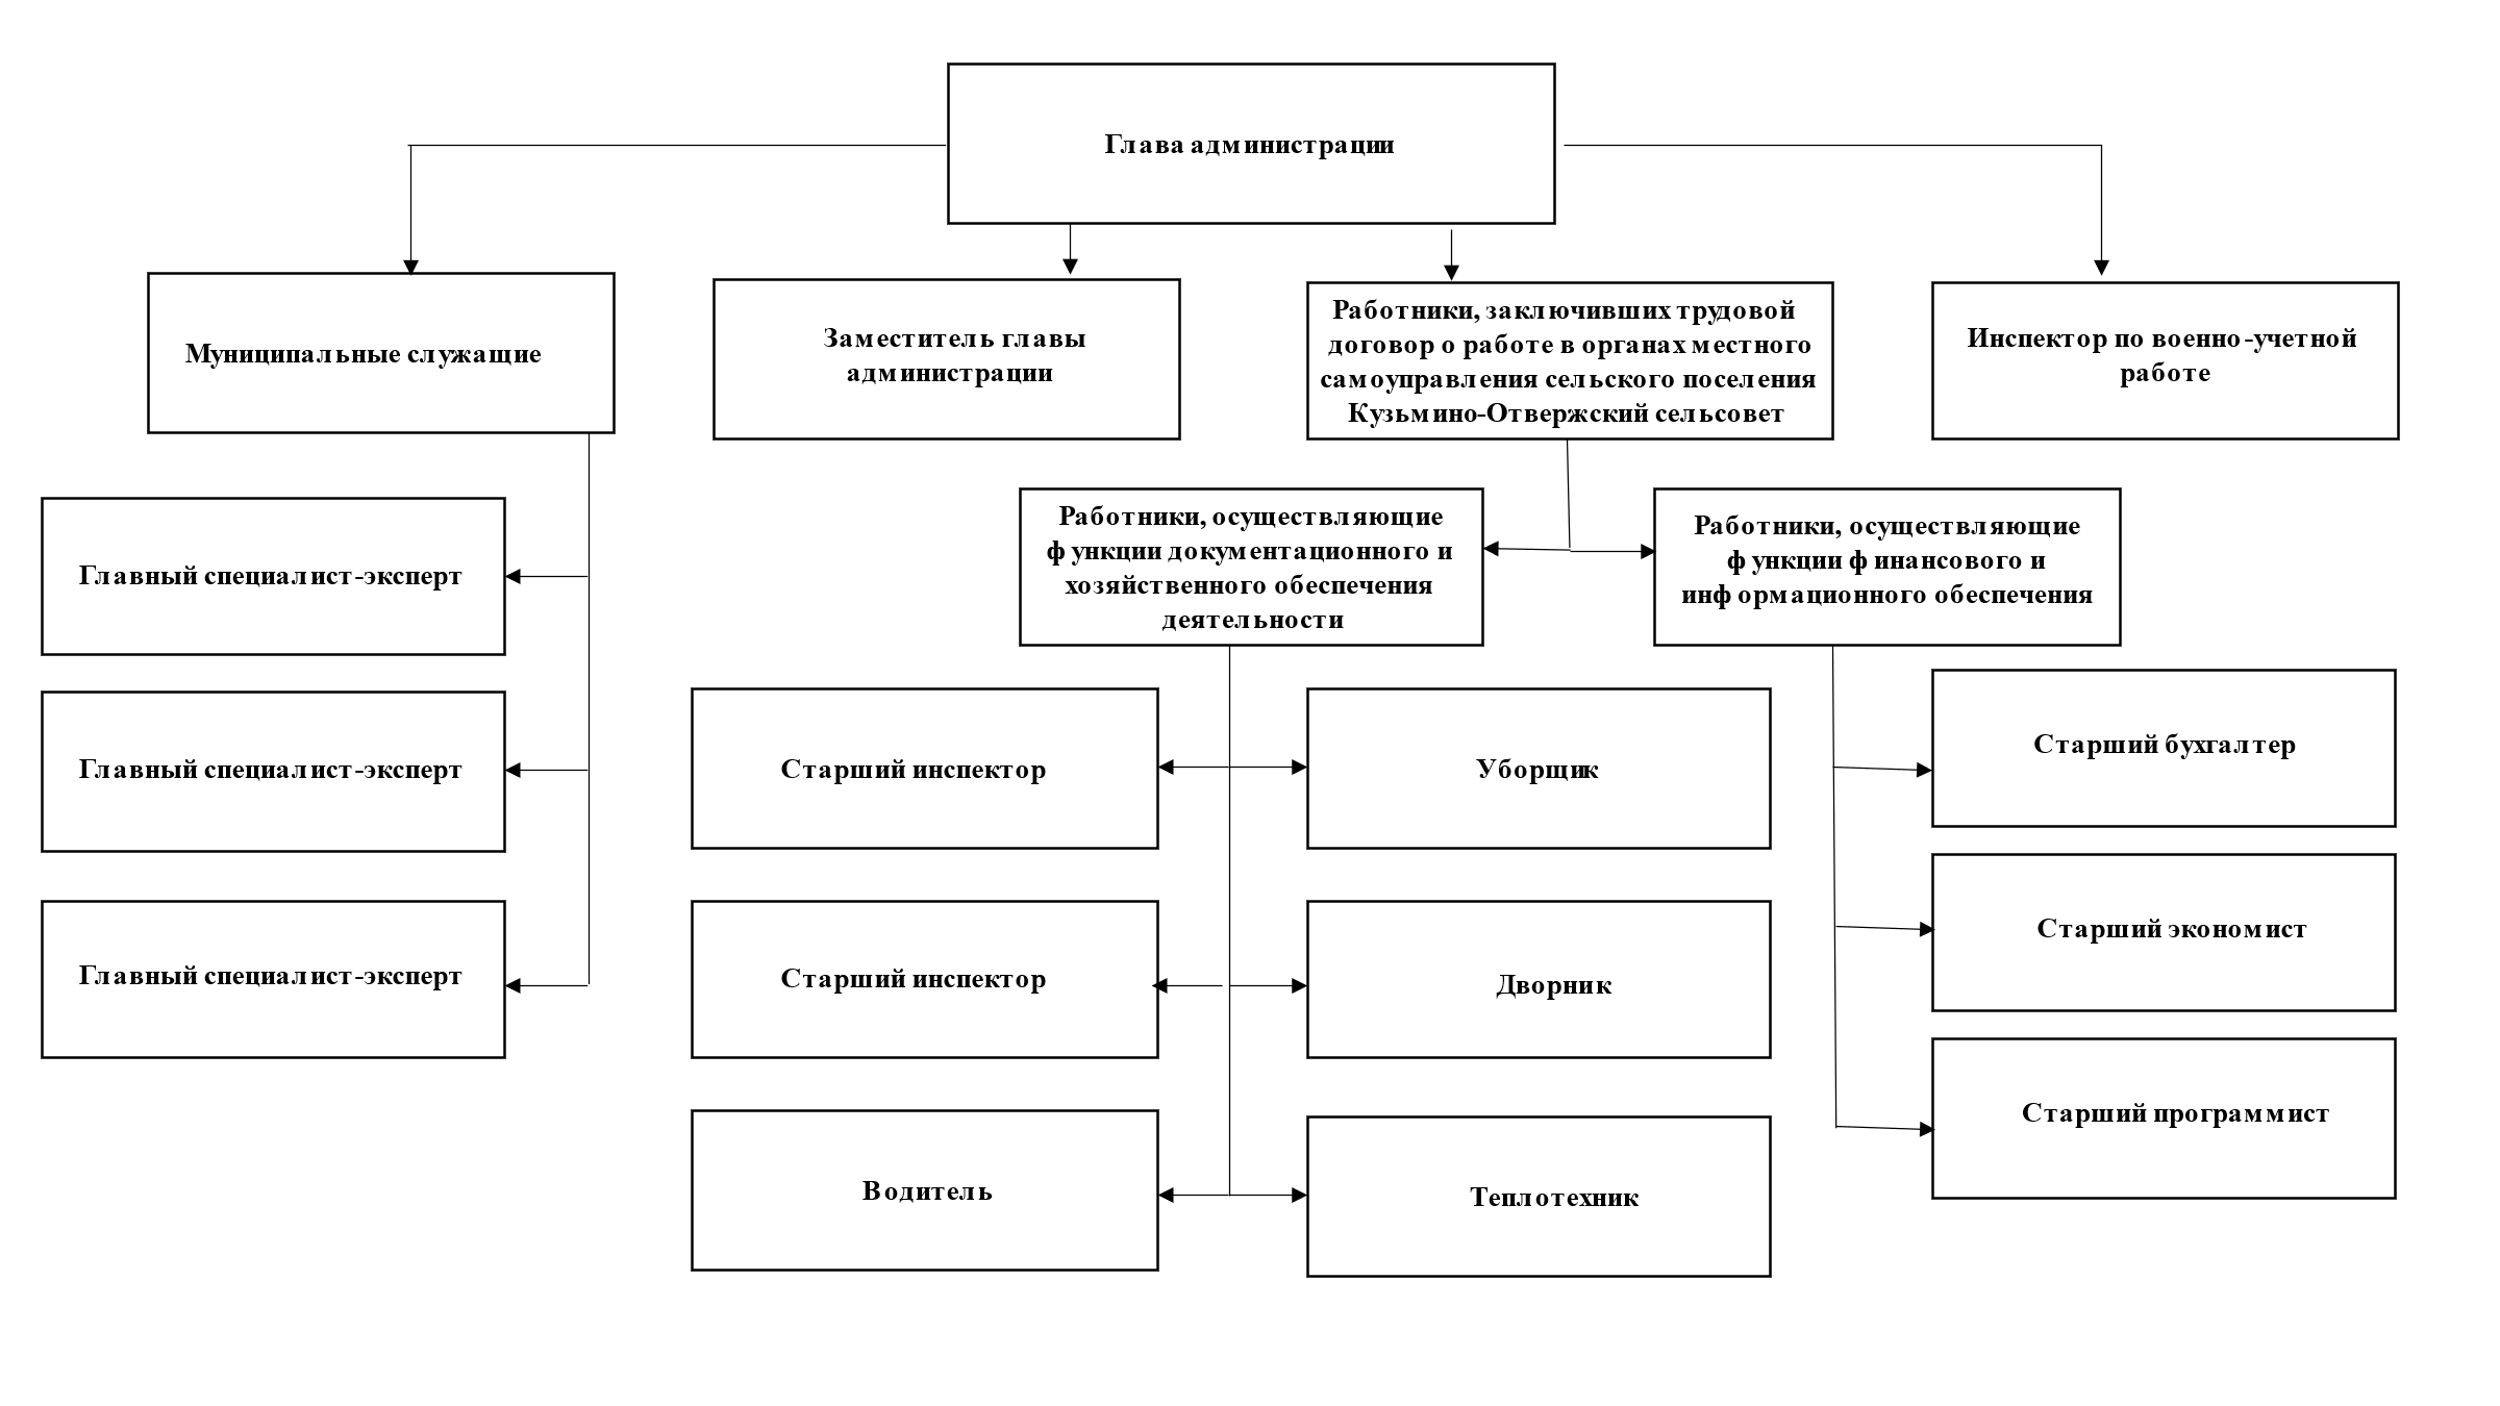 Глава администрации
Муниципальные служащие
Заместитель главы
администрации
Работники, заключивших трудовой
договор о работе в органах местного
самоуправления сельского поселения
Кузьмино-Отвержский сельсовет
Инспектор по военно-учетной
работе
Работники, осуществляющие
функции документационного и
хозяйственного обеспечения
деятельности
Работники, осуществляющие
функции финансового и
информационного обеспечения
Главный специалист-эксперт
Главный специалист-эксперт
Главный специалист-эксперт
Старший инспектор
Уборщик
Старший инспектор
Дворник
Водитель
Теплотехник
Старший бухгалтер
Старший экономист
Старший программист